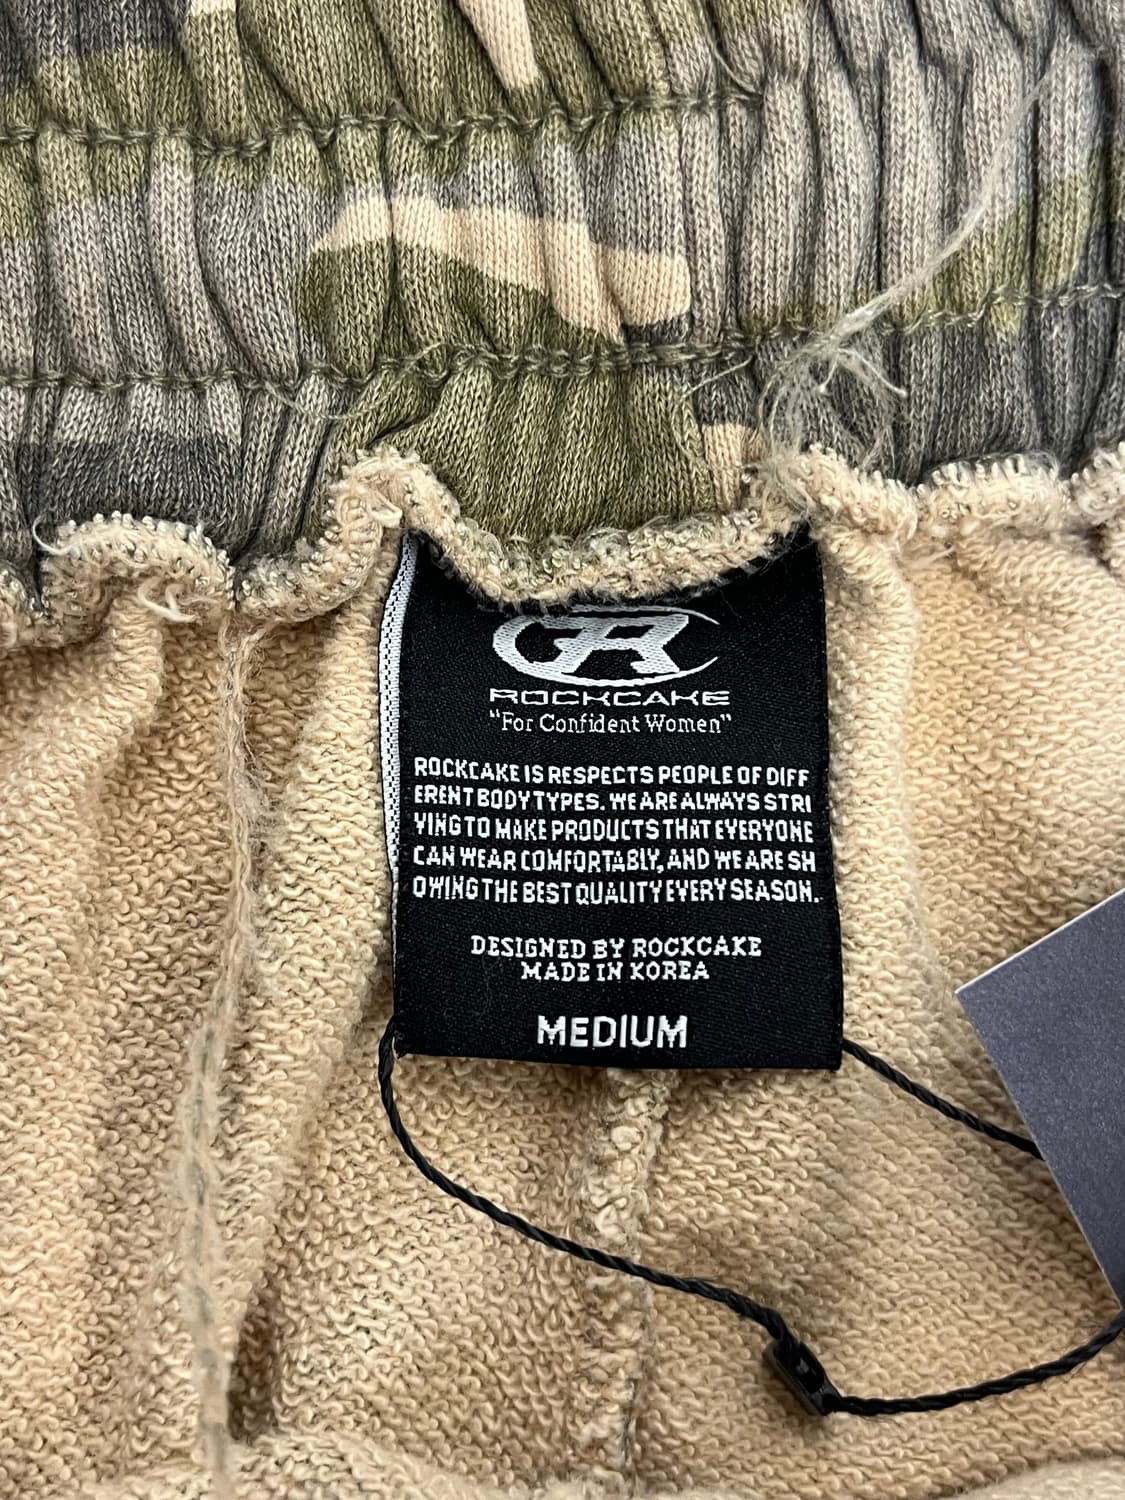 ROCKCAKE
"For Confident Women"
ROCKCAKE IS RESPECTS PEOPLE OF DIFF
ERENT BODY TYPES. WE ARE ALWAYS STRI
VING TO MAKE PRODUCTS THAT EVERYONE
CAN WEAR COMFORTABLY, AND WE ARE SH
OWING THE BEST QUALITY EVERY SEASON.
DESIGNED BY ROCKCAKE
MADE IN KOREA
MEDIUM